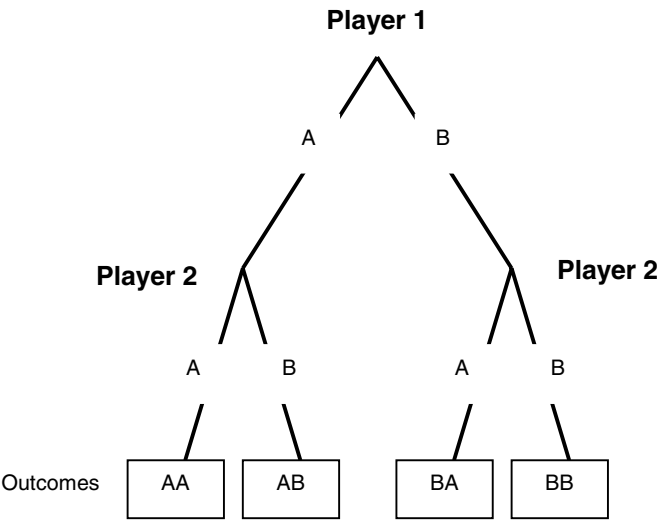 Player 1
A B
Player 2 Player 2
A B A B
Outcomes AA AB BA BB